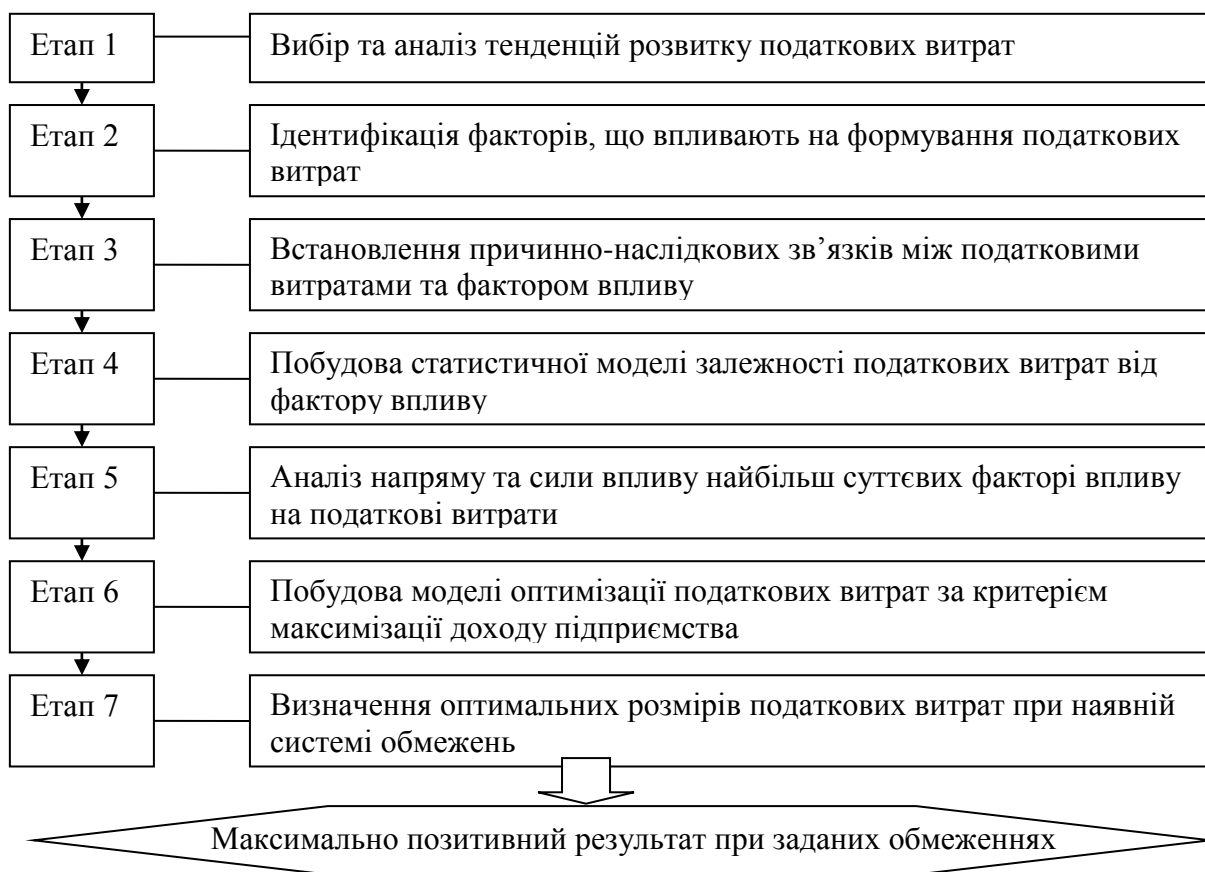 Етап 1
Вибір та аналіз тенденцій розвитку податкових витрат
Етап 2
Ідентифікація факторів, що впливають на формування податкових
витрат
Етап 3
Встановлення причинно-наслідкових зв’язків між податковими
витратами та фактором впливу
Етап 4
Побудова статистичної моделі залежності податкових витрат від
фактору впливу
Етап 5
Аналіз напряму та сили впливу найбільш суттєвих факторі впливу
на податкові витрати
Етап 6
Побудова моделі оптимізації податкових витрат за критерієм
максимізації доходу підприємства
Етап 7
Визначення оптимальних розмірів податкових витрат при наявній
системі обмежень
Максимально позитивний результат при заданих обмеженнях